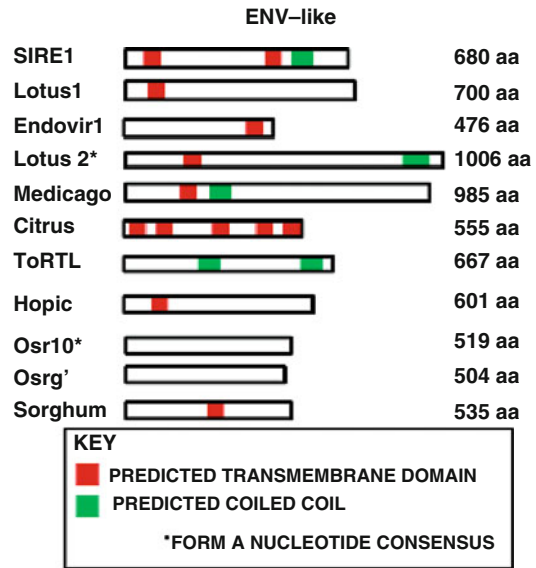 ENV–like
SIRE1 680 aa
Lotus1 700 aa
Endovir1 476 aa
Lotus 2* 1006 aa
Medicago 985 aa
Citrus 555 aa
ToRTL 667 aa
Hopic 601 aa
Osr10* 519 aa
Osrg’ 504 aa
Sorghum 535 aa
KEY
PREDICTED TRANSMEMBRANE DOMAIN
PREDICTED COILED COIL
*FORM A NUCLEOTIDE CONSENSUS